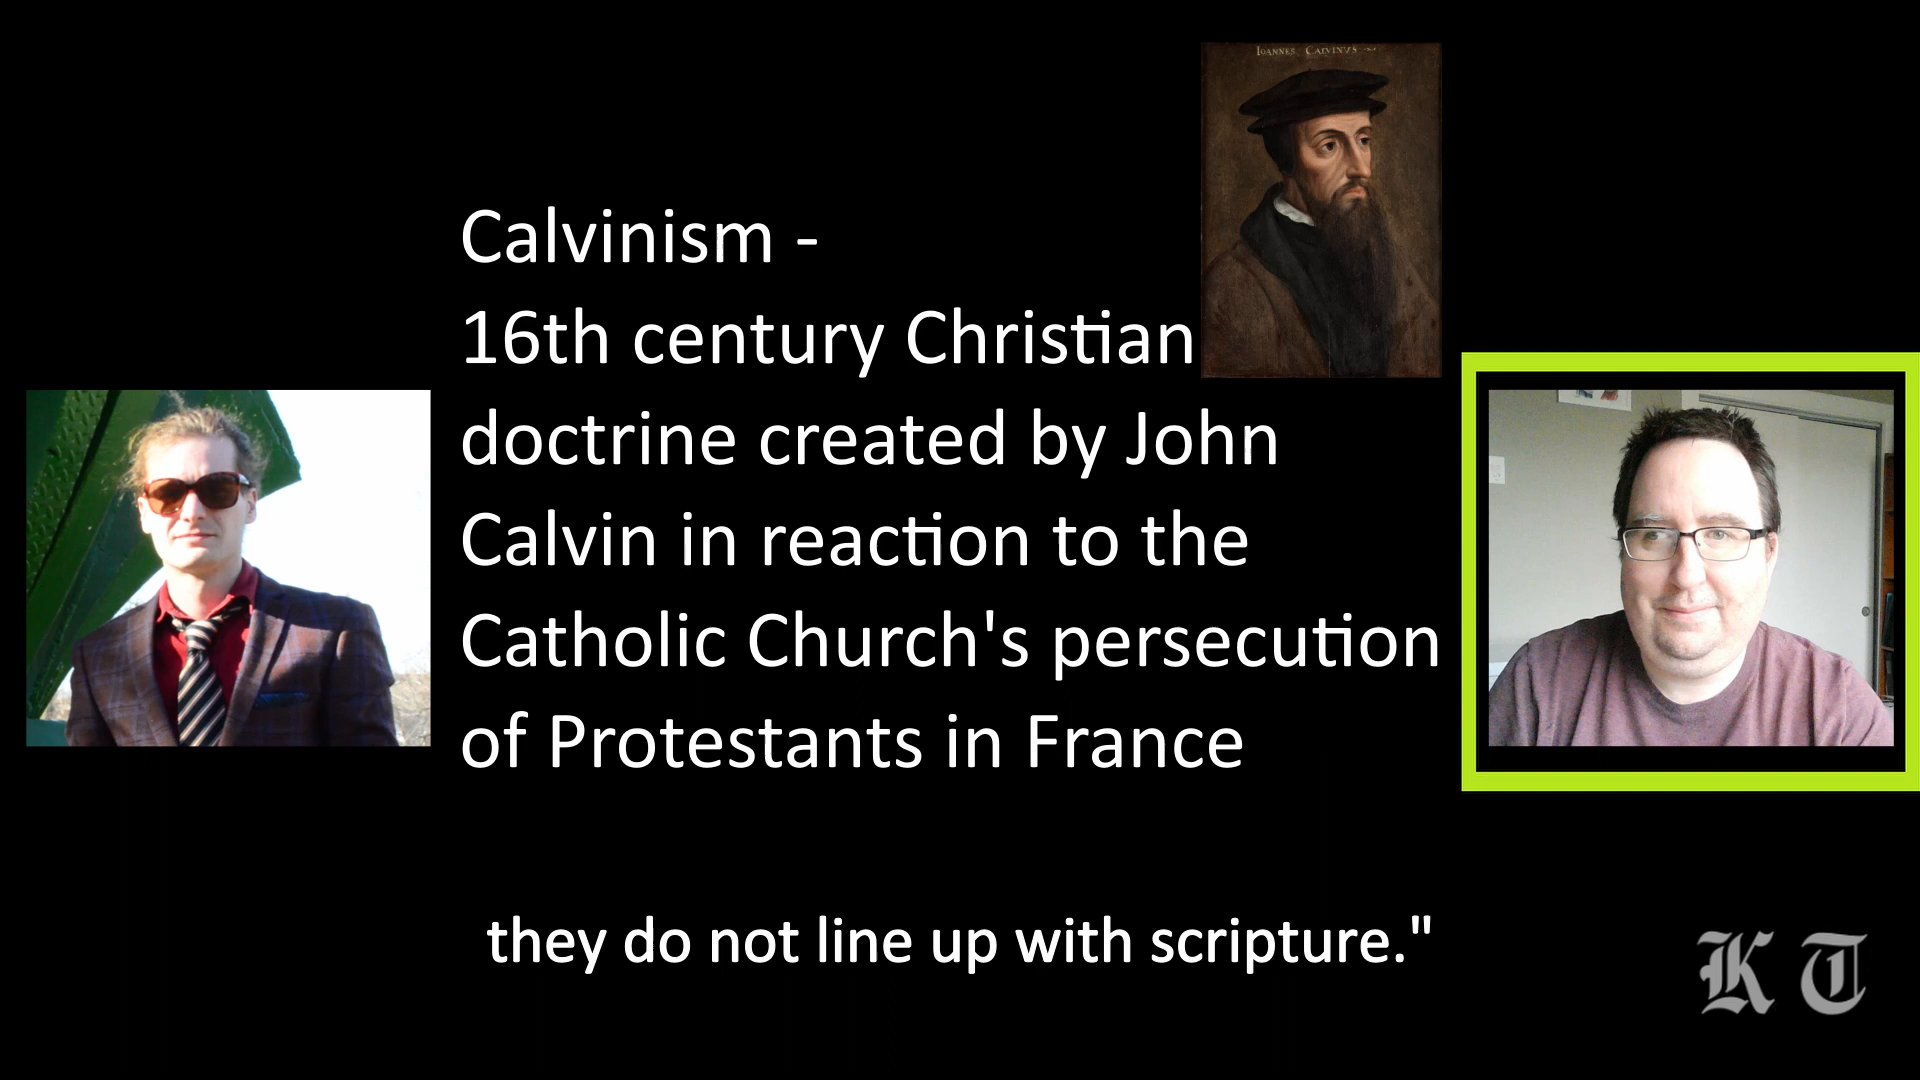 IOANNES CALVINVS
Calvinism -
16th century Christian
doctrine created by John
Calvin in reaction to the
Catholic Church's persecution
of Protestants in France
they do not line up with scripture."
K T